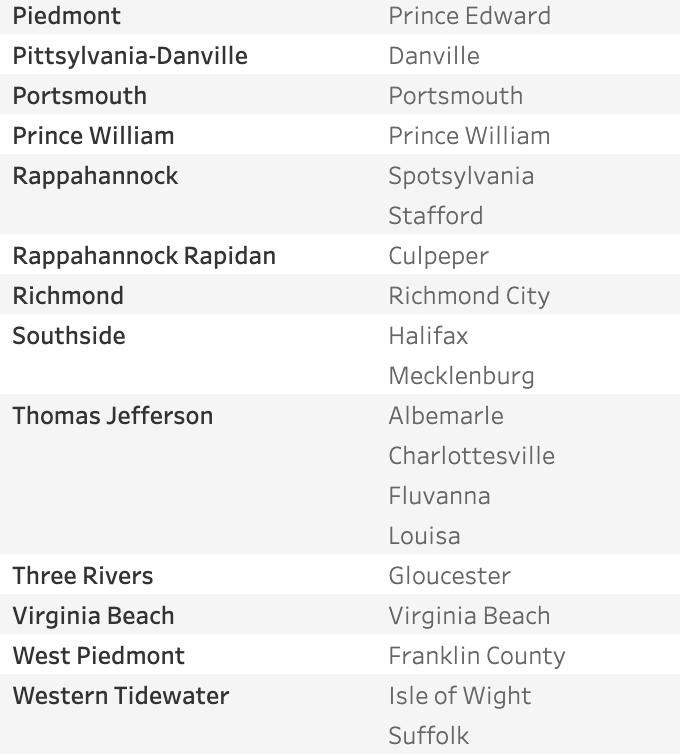 Piedmont Prince Edward
Pittsylvania-Danville Danville
Portsmouth Portsmouth
Prince William Prince William
Rappahannock Spotsylvania
Stafford
Rappahannock Rapidan Culpeper
Richmond Richmond City
Southside Halifax
Mecklenburg
Thomas Jefferson Albemarle
Charlottesville
Fluvanna
Louisa
Three Rivers Gloucester
Virginia Beach Virginia Beach
West Piedmont Franklin County
Western Tidewater Isle of Wight
Suffolk